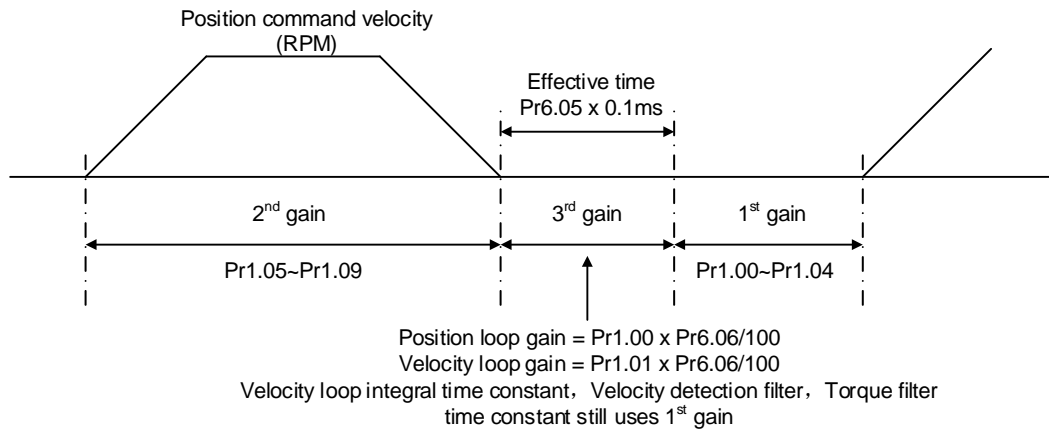 Position command velocity
(RPM)
Effective time
Pr6.05 x 0.1ms
2nd gain
3rd gain
1st gain
Pr1.05~Pr1.09
Pr1.00~Pr1.04
Position loop gain = Pr1.00 x Pr6.06/100
Velocity loop gain = Pr1.01 x Pr6.06/100
Velocity loop integral time constant，Velocity detection filter，Torque filter
time constant still uses 1st gain